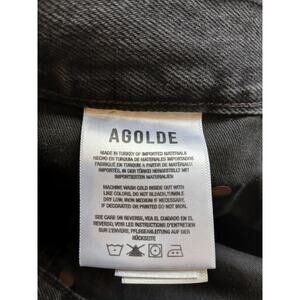 AGOLDE
MADE IN TURKEY OF IMPORTED MATERIALS
HECHO EN TURQUIA DE MATERIALES IMPORTADOS
FABRIQUÉ EN TURQUIE A PARTIR DE MATÉRIAUX
IMPORTÉS, IN DER TÜRKEI HERGESTELLT MIT
IMPORTIERTEN MATERIALIEN
MACHINE WASH COLD INSIDE OUT WITH
LIKE COLORS, DO NOT BLEACH, TUMBLE
DRY LOW, IRON MEDIUM IF NECESSARY,
IF DECORATED OR PRINTED DO NOT IRON
SEE CARE ON REVERSE, VEA EL CUIDADO EN EL
REVERSO, VOIR LES INSTRUCTIONS D'ENTRETIEN
SUR L'ENVERS, PFLEGEANLEITUNG AUF DER
RÜCKSEITE